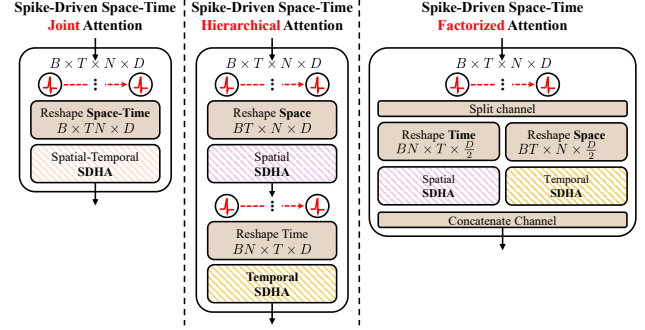 Spike-Driven Space-Time
Joint Attention
B × T × N × D
Reshape Space-Time
B × TN × D
Spatial-Temporal
SDHA
Spike-Driven Space-Time
Hierarchical Attention
B × T × N × D
Reshape Space
BT × N × D
Spatial
SDHA
Reshape Time
BN × T × D
Temporal
SDHA
Spike-Driven Space-Time
Factorized Attention
B × T × N × D
Split channel
Reshape Time
BN × T × D/2
Reshape Space
BT × N × D/2
Spatial
SDHA
Temporal
SDHA
Concatenate Channel